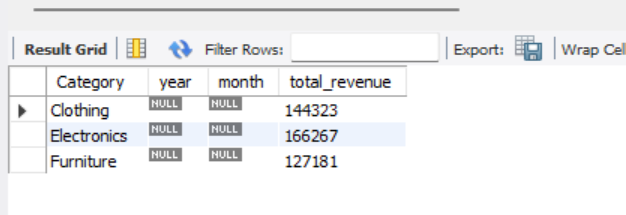 Result Grid Filter Rows: Export: Wrap Cel
Category year month total_revenue
Clothing NULL NULL 144323
Electronics NULL NULL 166267
Furniture NULL NULL 127181